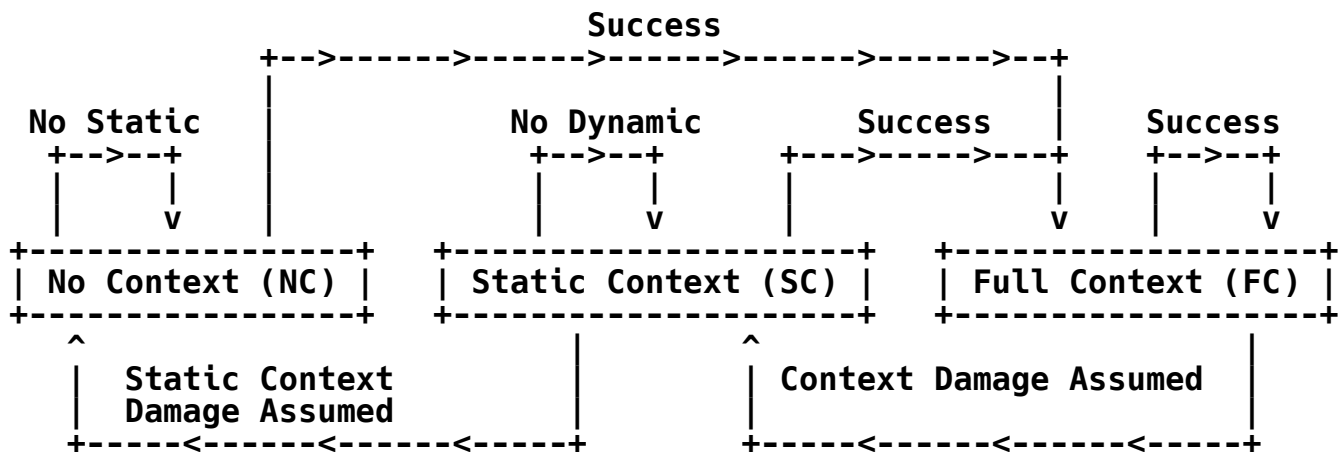 Success
No Static No Dynamic Success Success
No Context (NC) Static Context (SC) Full Context (FC)
Static Context Context Damage Assumed
Damage Assumed